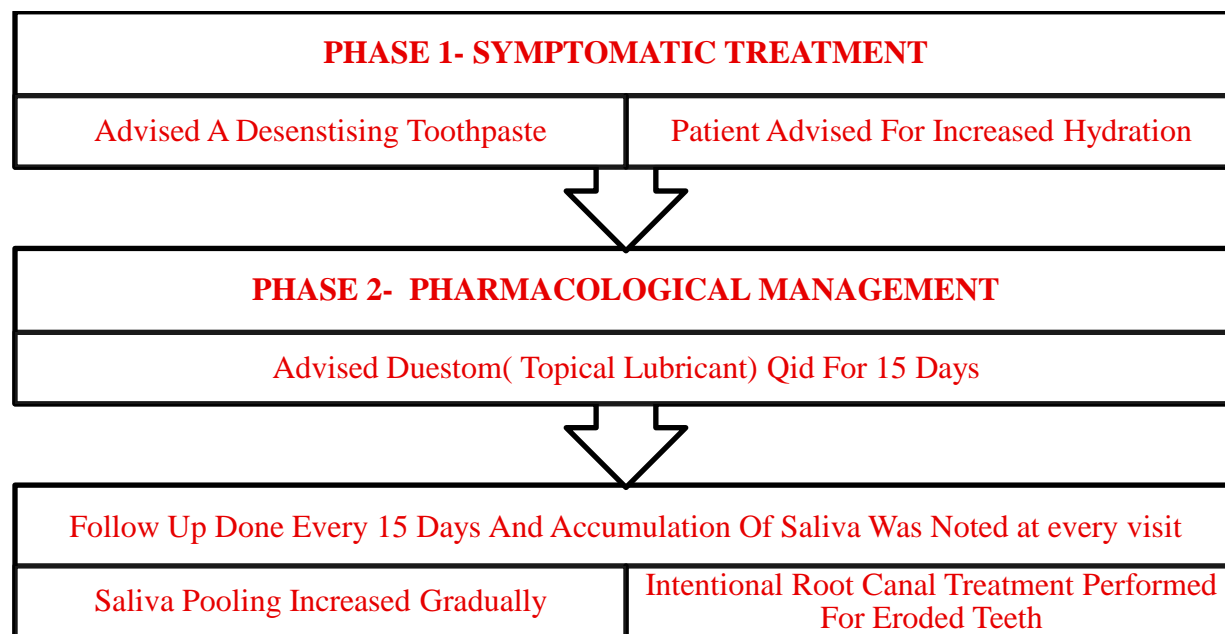 PHASE 1- SYMPTOMATIC TREATMENT
Advised A Desenstising Toothpaste
Patient Advised For Increased Hydration
PHASE 2- PHARMACOLOGICAL MANAGEMENT
Advised Duestom( Topical Lubricant) Qid For 15 Days
Follow Up Done Every 15 Days And Accumulation Of Saliva Was Noted at every visit
Saliva Pooling Increased Gradually
Intentional Root Canal Treatment Performed
For Eroded Teeth